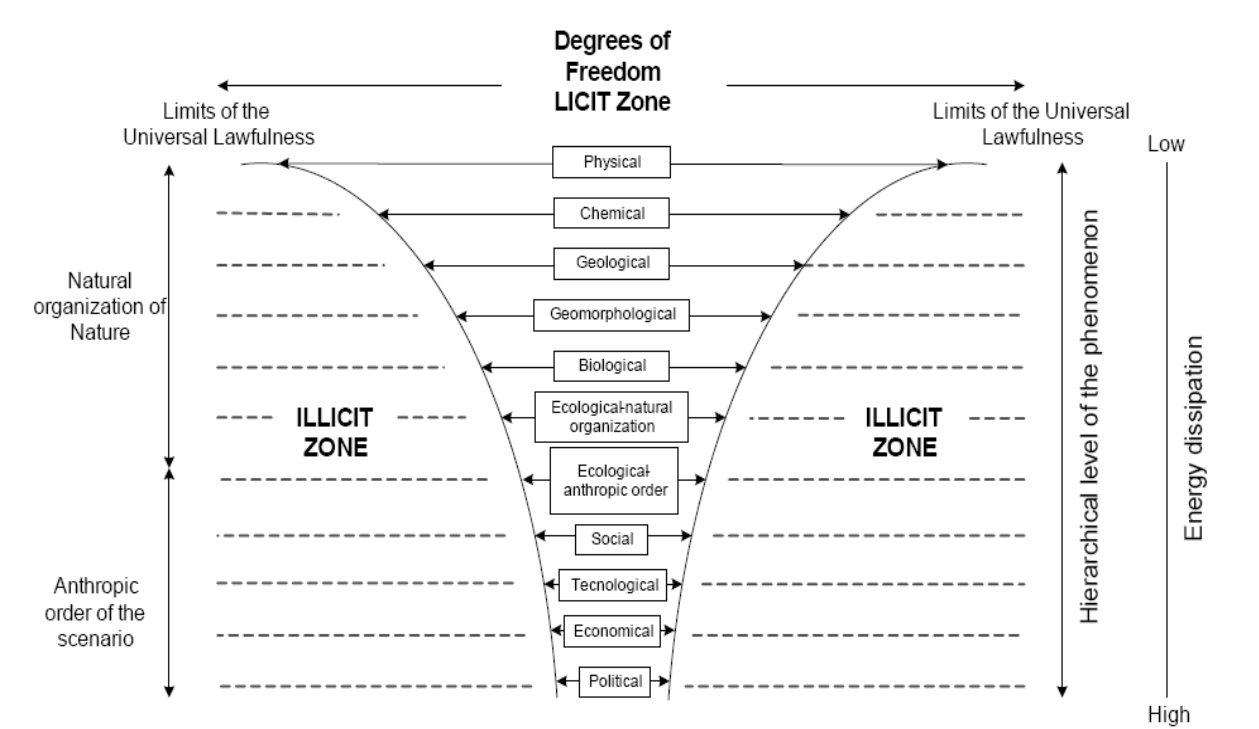 Degrees of
Freedom
LICIT Zone
Limits of the
Universal Lawfulness
Limits of the Universal
Lawfulness
Low
Physical
Chemical
Geological
Natural
organization of
Nature
Geomorphological
Biological
Ecological-natural
organization
ILLICIT
ZONE
ILLICIT
ZONE
Ecological-
anthropic order
Social
Anthropic
order of the
scenario
Tecnological
Economical
Political
Hierarchical level of the phenomenon
Energy dissipation
High